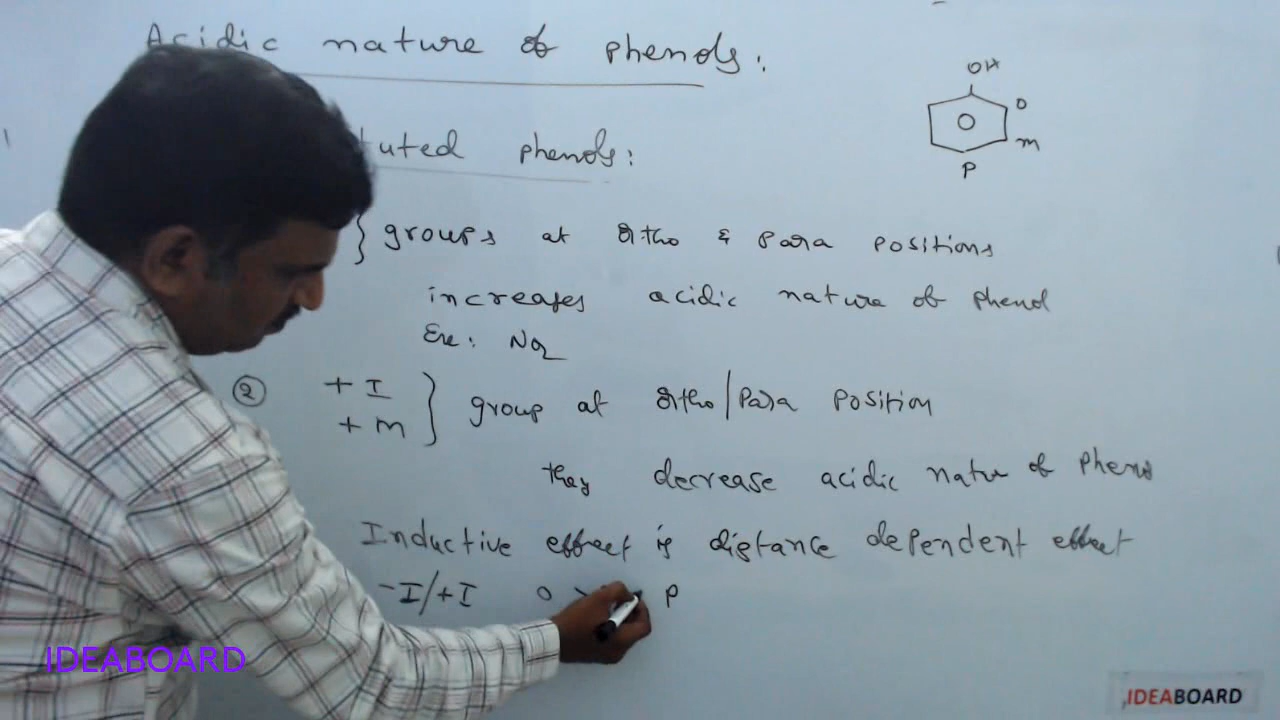 Acidic nature of phenols:
OH
O
m
P
tuted phenols:
} groups at Ortho & para positions
increases acidic nature of phenol
Ex: NO2
② +I
+m } group at Ortho/para position
they decrease acidic nature of phenol
Inductive effect is distance dependent effect
-I/+I O > P
IDEABOARD
IDEABOARD